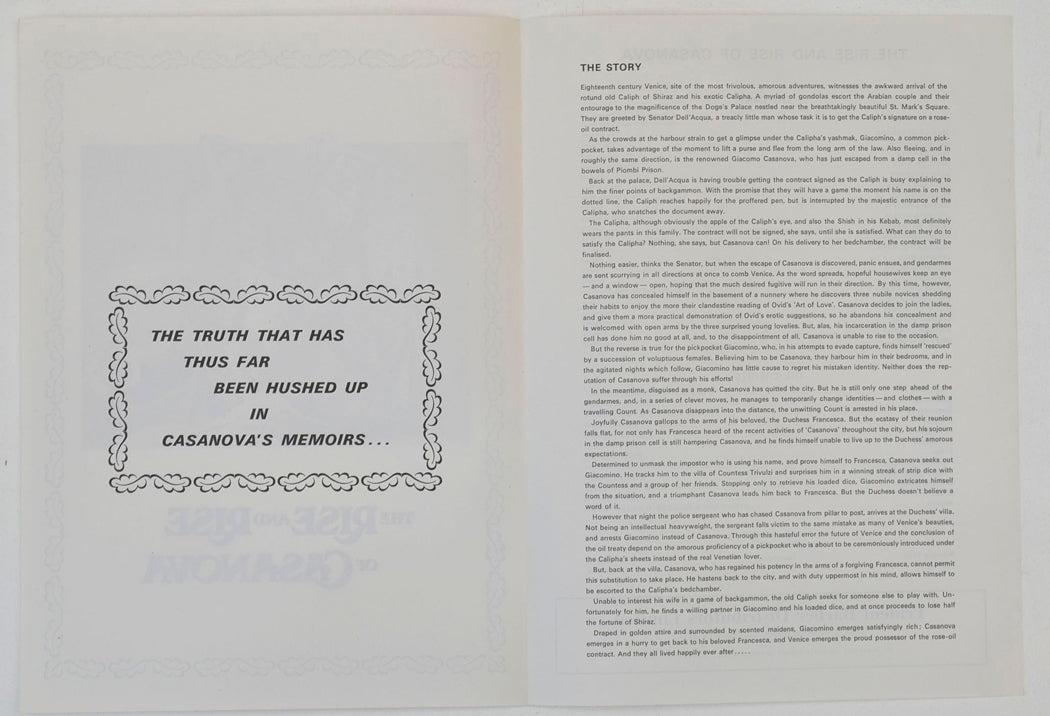 THE TRUTH THAT HAS
THUS FAR
BEEN HUSHED UP
IN
CASANOVA'S MEMOIRS...
THE RISE AND RISE
OF CASANOVA
THE RISE AND RISE OF CASANOVA
THE STORY
Eighteenth century Venice, site of the most frivolous, amorous adventures, witnesses the awkward arrival of the
rotund old Caliph of Shiraz and his exotic Calipha. A myriad of gondolas escort the Arabian couple and their
entourage to the magnificence of the Doge's Palace nestled near the breathtakingly beautiful St. Mark's Square.
They are greeted by Senator Dell'Acqua, a treacly little man whose task it is to get the Caliph's signature on a rose-
oil contract.
As the crowds at the harbour strain to get a glimpse under the Calipha's yashmak, Giacomino, a common pick-
pocket, takes advantage of the moment to lift a purse and flee from the long arm of the law. Also fleeing, and in
roughly the same direction, is the renowned Giacomo Casanova, who has just escaped from a damp cell in the
bowels of Piombi Prison.
Back at the palace, Dell'Acqua is having trouble getting the contract signed as the Caliph is busy explaining to
him the finer points of backgammon. With the promise that they will have a game the moment his name is on the
dotted line, the Caliph reaches happily for the proffered pen, but is interrupted by the majestic entrance of the
Calipha, who snatches the document away.
The Calipha, although obviously the apple of the Caliph's eye, and also the Shish in his Kebab, most definitely
wears the pants in this family. The contract will not be signed, she says, until she is satisfied. What can they do to
satisfy the Calipha? Nothing, she says, but Casanova can! On his delivery to her bedchamber, the contract will be
finalised.
Nothing easier, thinks the Senator, but when the escape of Casanova is discovered, panic ensues, and gendarmes
are sent scurrying in all directions at once to comb Venice. As the word spreads, hopeful housewives keep an eye
—and a window—open, hoping that the much desired fugitive will run in their direction. By this time, however,
Casanova has concealed himself in the basement of a nunnery where he discovers three nubile novices shedding
their habits to enjoy the more their clandestine reading of Ovid's 'Art of Love'. Casanova decides to join the ladies,
and give them a more practical demonstration of Ovid's erotic suggestions, so he abandons his concealment and
is welcomed with open arms by the three surprised young lovelies. But, alas, his incarceration in the damp prison
cell has done him no good at all, and, to the disappointment of all, Casanova is unable to rise to the occasion.
But the reverse is true for the pickpocket Giacomino, who, in his attempts to evade capture, finds himself 'rescued'
by a succession of voluptuous females. Believing him to be Casanova, they harbour him in their bedrooms, and in
the agitated nights which follow, Giacomino has little cause to regret his mistaken identity. Neither does the rep-
utation of Casanova suffer through his efforts!
In the meantime, disguised as a monk, Casanova has quitted the city. But he is still only one step ahead of the
gendarmes, and, in a series of clever moves, he manages to temporarily change identities—and clothes—with a
travelling Count. As Casanova disappears into the distance, the unwitting Count is arrested in his place.
Joyfully Casanova gallops to the arms of his beloved, the Duchess Francesca. But the ecstasy of their reunion
falls flat, for not only has Francesca heard of the recent activities of 'Casanova' throughout the city, but his sojourn
in the damp prison cell is still hampering Casanova, and he finds himself unable to live up to the Duchess' amorous
expectations.
Determined to unmask the impostor who is using his name, and prove himself to Francesca, Casanova seeks out
Giacomino. He tracks him to the villa of Countess Trivulzi and surprises him in a winning streak of strip dice with
the Countess and a group of her friends. Stopping only to retrieve his loaded dice, Giacomino extricates himself
from the situation, and a triumphant Casanova leads him back to Francesca. But the Duchess doesn't believe a
word of it.
However that night the police sergeant who has chased Casanova from pillar to post, arrives at the Duchess' villa.
Not being an intellectual heavyweight, the sergeant falls victim to the same mistake as many of Venice's beauties,
and arrests Giacomino instead of Casanova. Through this hasteful error the future of Venice and the conclusion of
the oil treaty depend on the amorous proficiency of a pickpocket who is about to be ceremoniously introduced under
the Calipha's sheets instead of the real Venetian lover.
But, back at the villa, Casanova, who has regained his potency in the arms of a forgiving Francesca, cannot permit
this substitution to take place. He hastens back to the city, and with duty uppermost in his mind, allows himself to
be escorted to the Calipha's bedchamber.
Unable to interest his wife in a game of backgammon, the old Caliph seeks for someone else to play with. Un-
fortunately for him, he finds a willing partner in Giacomino and his loaded dice, and at once proceeds to lose half
the fortune of Shiraz.
Draped in golden attire and surrounded by scented maidens, Giacomino emerges satisfyingly rich; Casanova
emerges in a hurry to get back to his beloved Francesca, and Venice emerges the proud possessor of the rose-oil
contract. And they all lived happily ever after.....